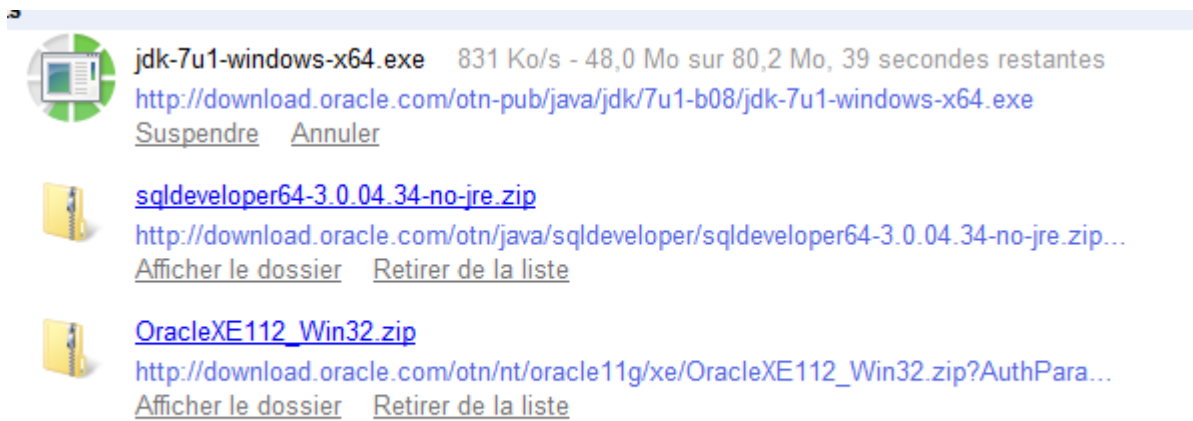 jdk-7u1-windows-x64.exe 831 Ko/s - 48,0 Mo sur 80,2 Mo, 39 secondes restantes
http://download.oracle.com/otn-pub/java/jdk/7u1-b08/jdk-7u1-windows-x64.exe
Suspendre Annuler
sqldeveloper64-3.0.04.34-no-jre.zip
http://download.oracle.com/otn/java/sqldeveloper/sqldeveloper64-3.0.04.34-no-jre.zip...
Afficher le dossier Retirer de la liste
OracleXE112_Win32.zip
http://download.oracle.com/otn/nt/oracle11g/xe/OracleXE112_Win32.zip?AuthPara...
Afficher le dossier Retirer de la liste